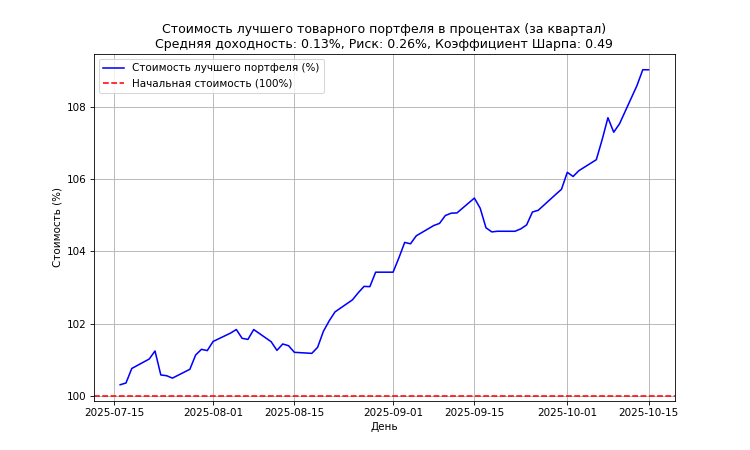 Стоимость лучшего товарного портфеля в процентах (за квартал)
Средняя доходность: 0.13%, Риск: 0.26%, Коэффициент Шарпа: 0.49
Стоимость лучшего портфеля (%)
Начальная стоимость (100%)
Стоимость (%)
108
106
104
102
100
2025-07-15 2025-08-01 2025-08-15 2025-09-01 2025-09-15 2025-10-01 2025-10-15
День